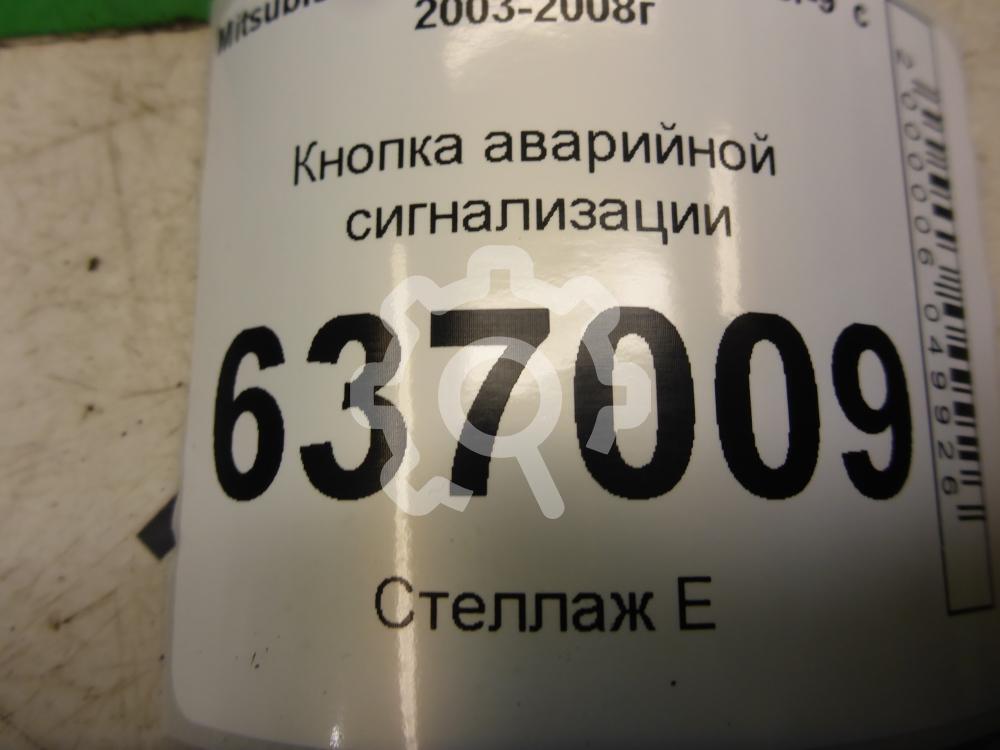 2003-2008г
Кнопка аварийной
сигнализации
637009
Стеллаж Е
2000006049926